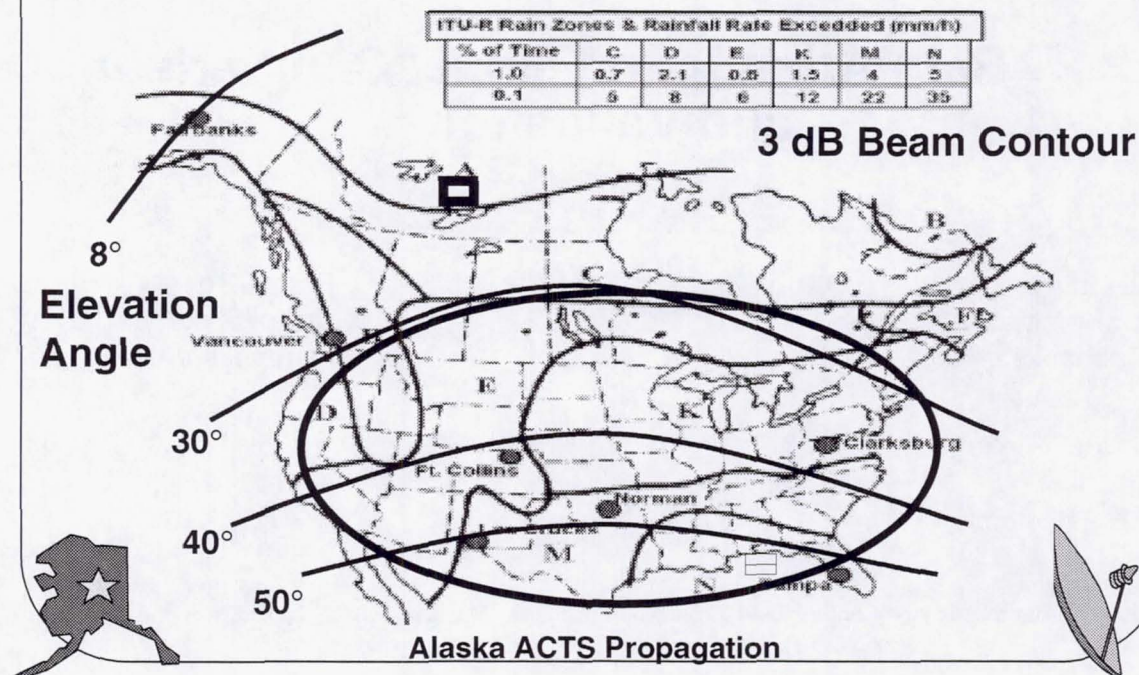 ITU-R Rain Zones & Rainfall Rate Excedded (mm/h)
% of Time C D E K M N
1.0 0.7 2.1 0.6 1.5 4 5
0.1 5 8 6 12 22 35
3 dB Beam Contour
Fairbanks
A
B
8°
C
Elevation
Angle
Vancouver
E
D
K
30°
Clarksburg
Ft. Collins
Norman
40°
Cruces
M
N
Tampa
50°
Alaska ACTS Propagation